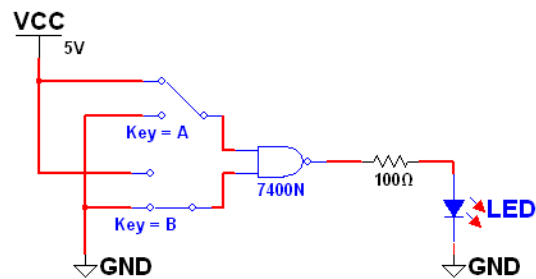 VCC
5V
Key = A
7400N
100Ω
LED
Key = B
GND
GND